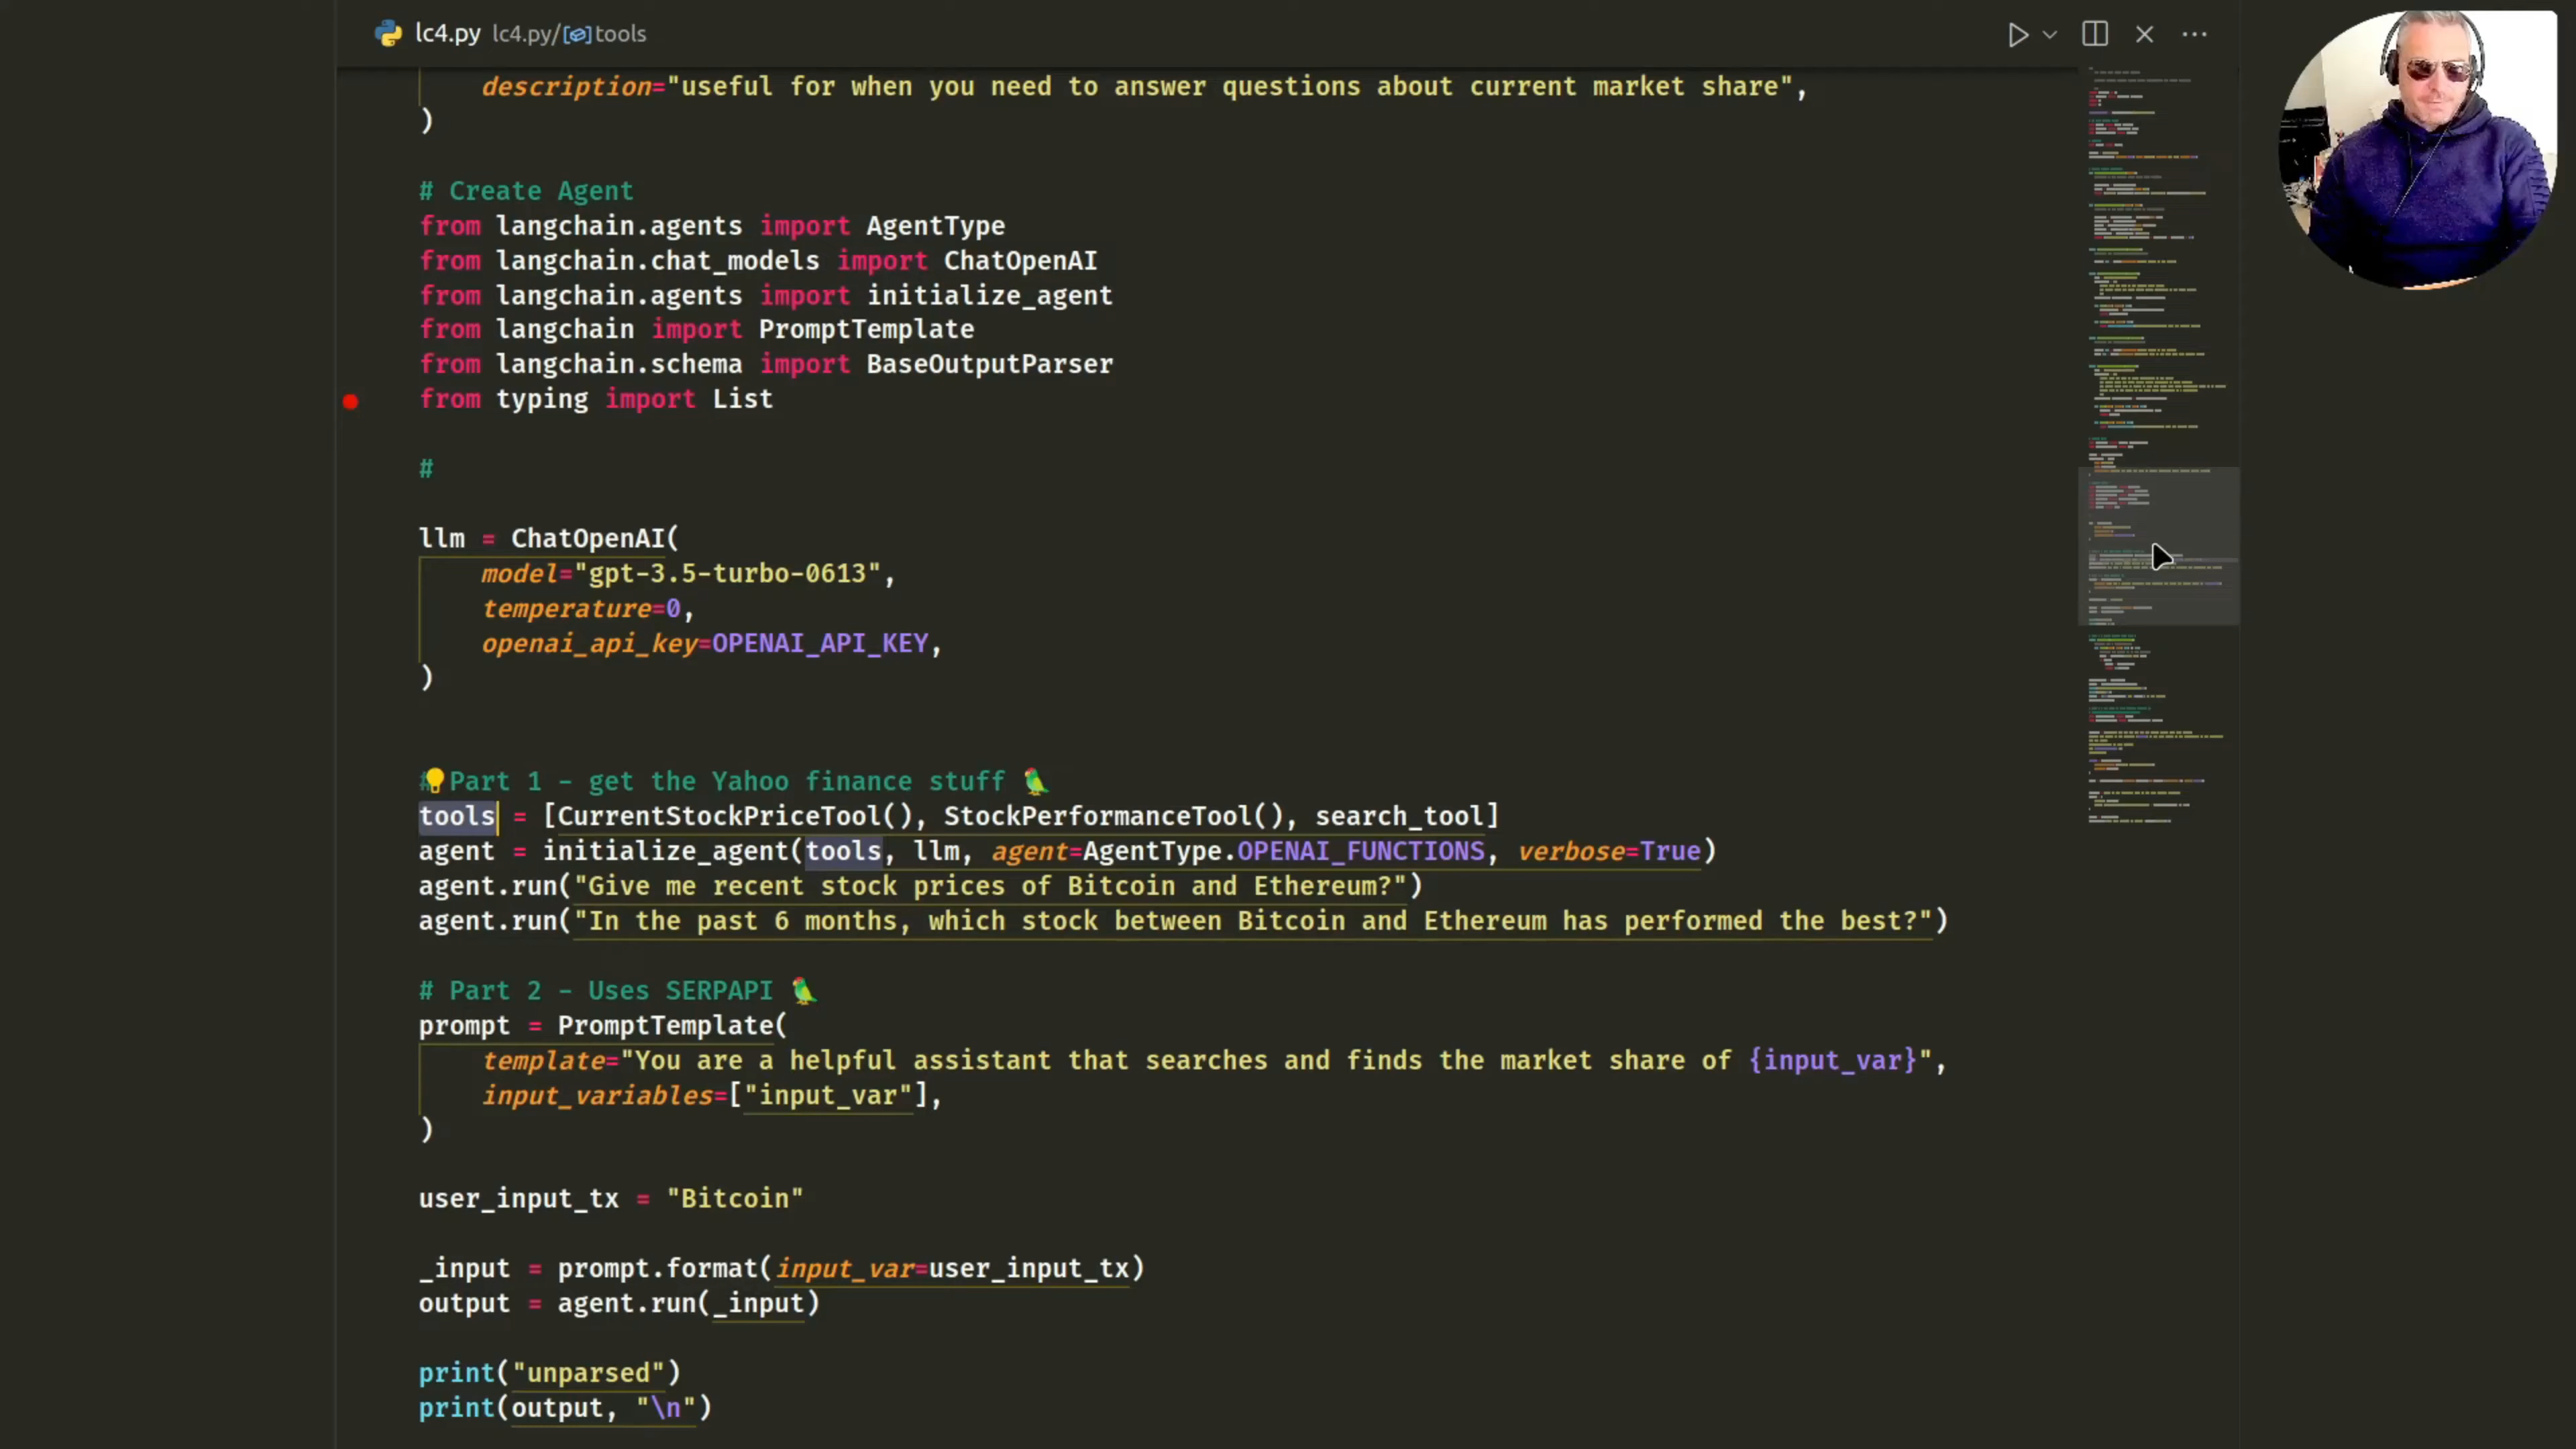 lc4.py lc4.py/tools
description="useful for when you need to answer questions about current market share",
)
# Create Agent
from langchain.agents import AgentType
from langchain.chat_models import ChatOpenAI
from langchain.agents import initialize_agent
from langchain import PromptTemplate
from langchain.schema import BaseOutputParser
from typing import List
#
llm = ChatOpenAI(
model="gpt-3.5-turbo-0613",
temperature=0,
openai_api_key=OPENAI_API_KEY,
)
# Part 1 - get the Yahoo finance stuff 🦜
tools = [CurrentStockPriceTool(), StockPerformanceTool(), search_tool]
agent = initialize_agent(tools, llm, agent=AgentType.OPENAI_FUNCTIONS, verbose=True)
agent.run("Give me recent stock prices of Bitcoin and Ethereum?")
agent.run("In the past 6 months, which stock between Bitcoin and Ethereum has performed the best?")
# Part 2 - Uses SERPAPI 🦜
prompt = PromptTemplate(
template="You are a helpful assistant that searches and finds the market share of {input_var}",
input_variables=["input_var"],
)
user_input_tx = "Bitcoin"
_input = prompt.format(input_var=user_input_tx)
output = agent.run(_input)
print("unparsed")
print(output, "\n")